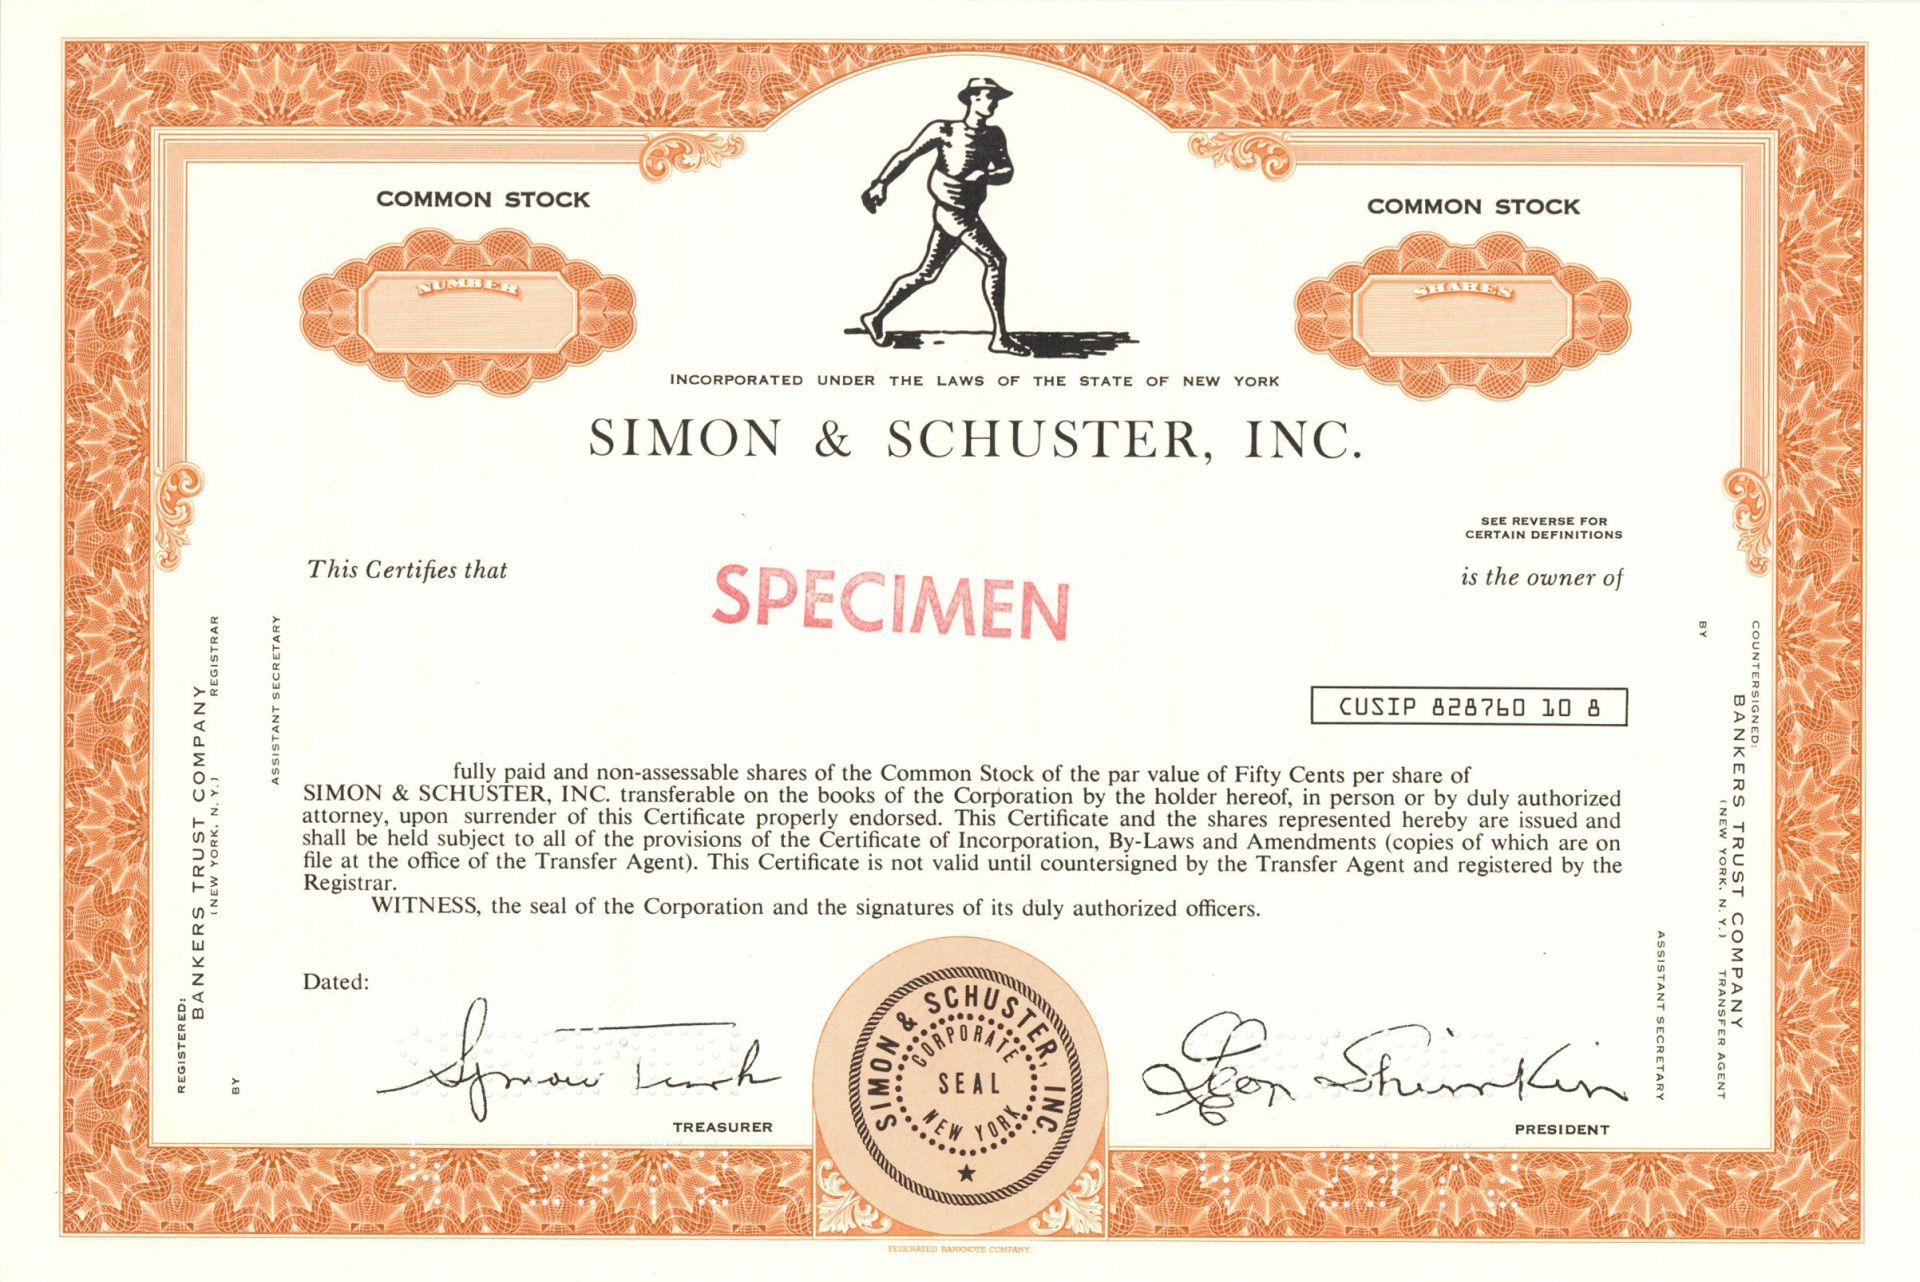 COMMON STOCK
COMMON STOCK
NUMBER
SHARES
INCORPORATED UNDER THE LAWS OF THE STATE OF NEW YORK
SIMON & SCHUSTER, INC.
SEE REVERSE FOR
CERTAIN DEFINITIONS
This Certifies that
SPECIMEN
is the owner of
CUSIP 828760 10 8
fully paid and non-assessable shares of the Common Stock of the par value of Fifty Cents per share of
SIMON & SCHUSTER, INC. transferable on the books of the Corporation by the holder hereof, in person or by duly authorized
attorney, upon surrender of this Certificate properly endorsed. This Certificate and the shares represented hereby are issued and
shall be held subject to all of the provisions of the Certificate of Incorporation, By-Laws and Amendments (copies of which are on
file at the office of the Transfer Agent). This Certificate is not valid until countersigned by the Transfer Agent and registered by the
Registrar.
WITNESS, the seal of the Corporation and the signatures of its duly authorized officers.
Dated:
TREASURER
Leon Shimkin
PRESIDENT
SIMON & SCHUSTER, INC.
CORPORATE
SEAL
NEW YORK
REGISTERED:
BANKERS TRUST COMPANY
(NEW YORK, N. Y.) REGISTRAR
BY
ASSISTANT SECRETARY
COUNTERSIGNED:
BANKERS TRUST COMPANY
(NEW YORK, N.Y.) TRANSFER AGENT
BY
ASSISTANT SECRETARY
FEDERATED BANKNOTE COMPANY.